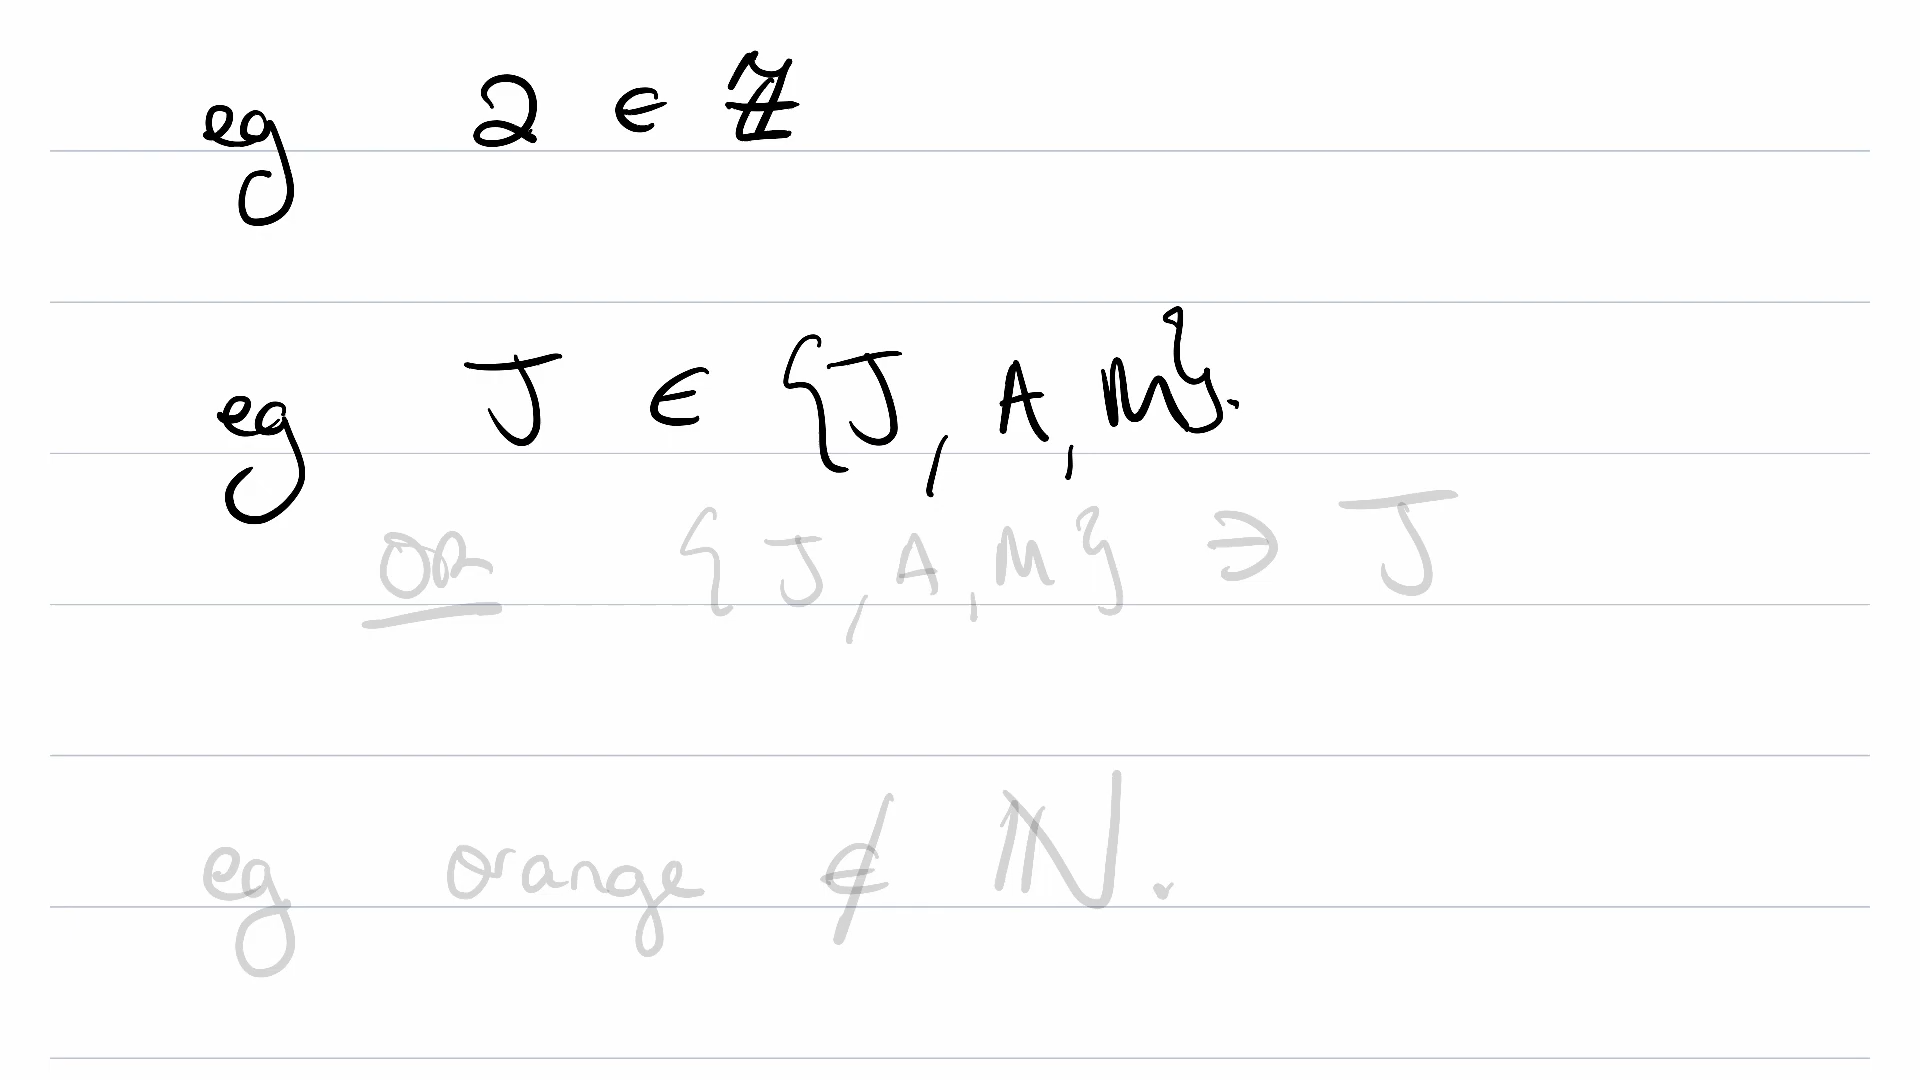 eg 2 ∈ ℤ
eg J ∈ {J, A, M}.
OR {J, A, M} ∋ J
eg orange ∉ ℕ.